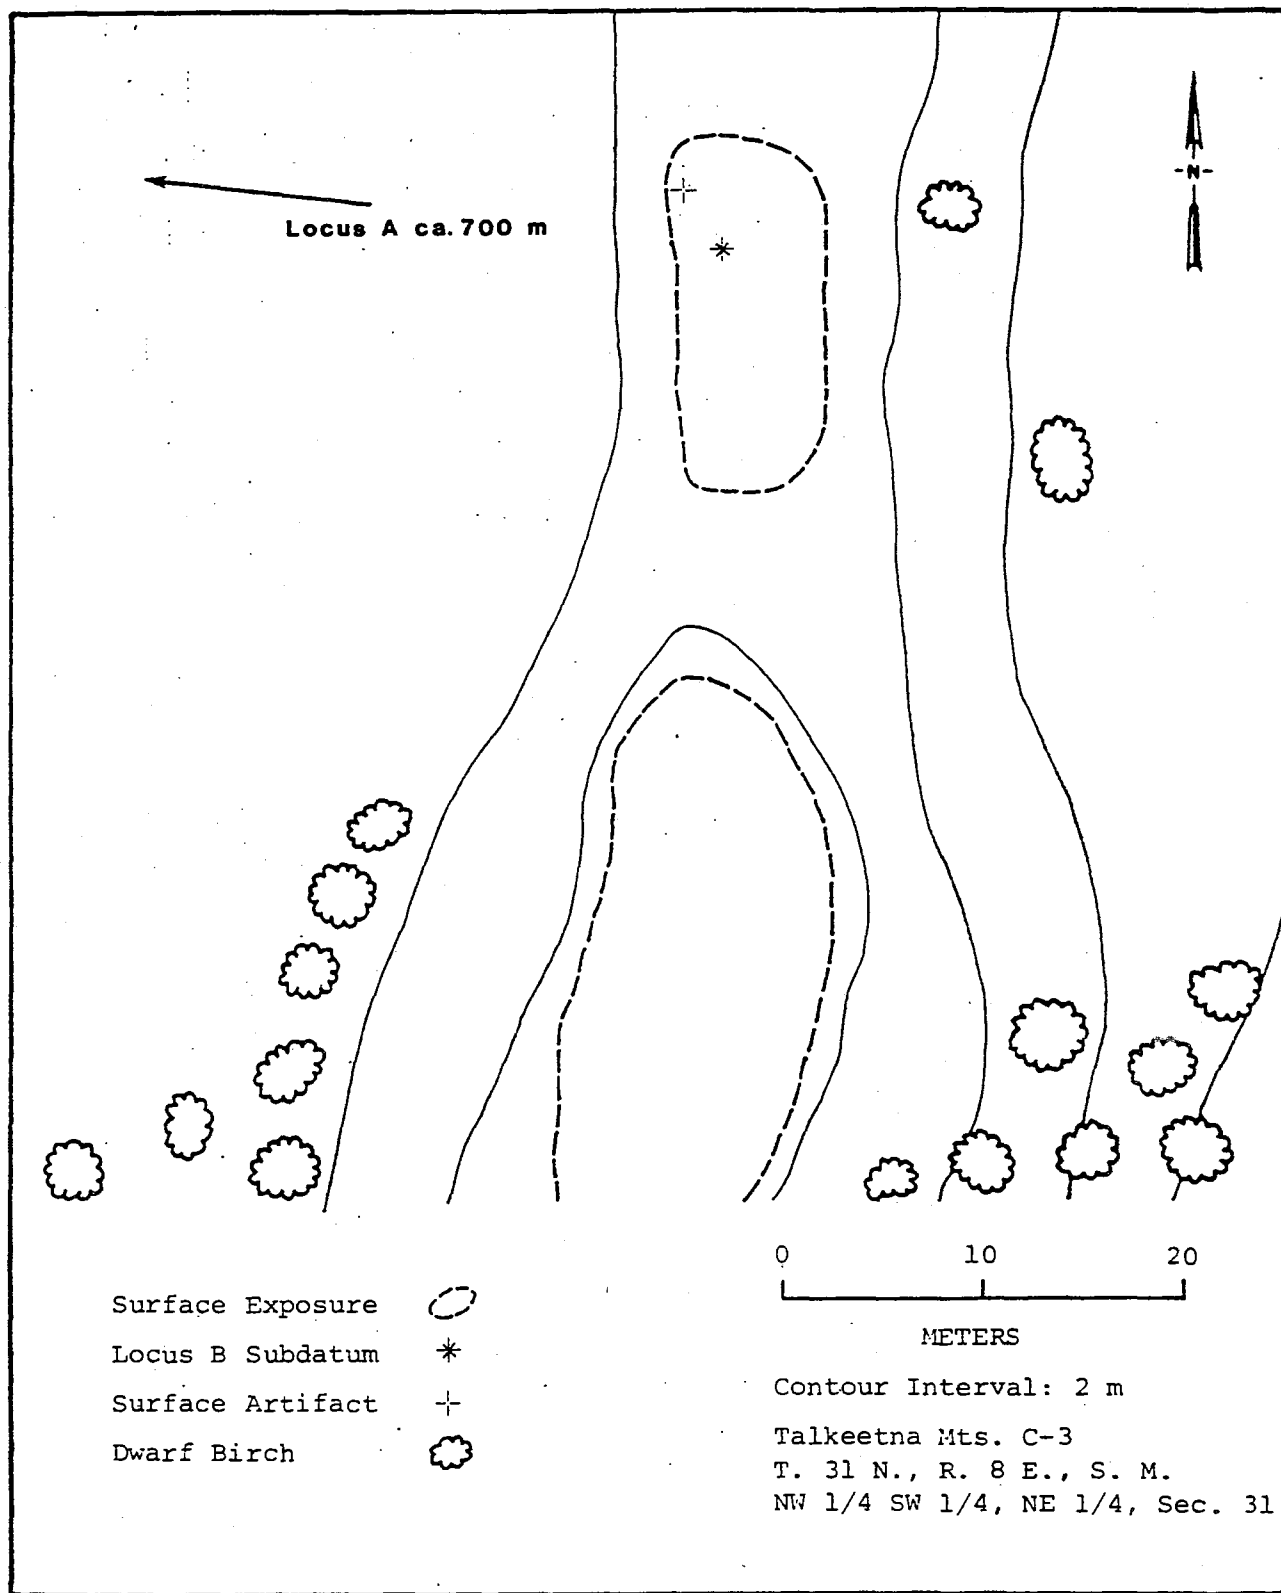 -N-
Locus A ca. 700 m
0 10 20
METERS
Surface Exposure
Locus B Subdatum
Surface Artifact
Dwarf Birch
Contour Interval: 2 m
Talkeetna Mts. C-3
T. 31 N., R. 8 E., S. M.
NW 1/4 SW 1/4, NE 1/4, Sec. 31